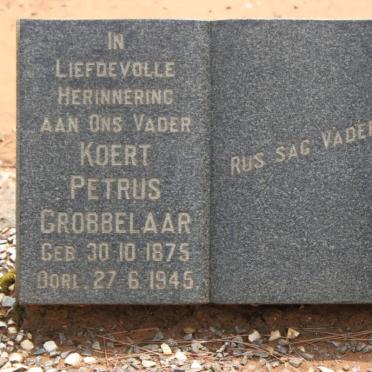 IN
LIEFDEVOLLE
HERINNERING
AAN ONS VADER
KOERT
PETRUS
GROBBELAAR
GEB. 30.10.1875
OORL. 27.6.1945.
RUS SAG VADER